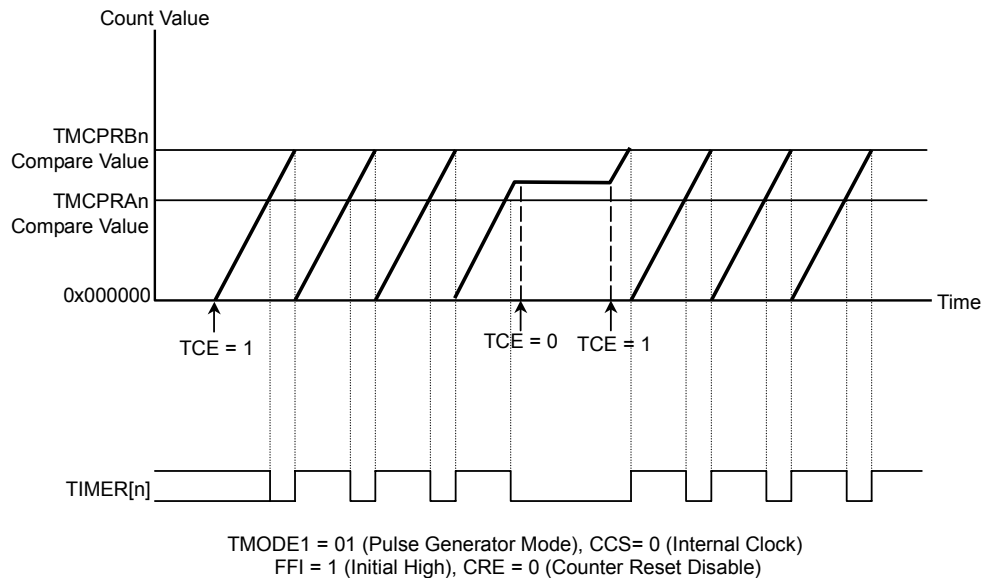 Count Value
TMCPRBn
Compare Value
TMCPRAn
Compare Value
0x000000
Time
TCE = 1
TCE = 0
TCE = 1
TIMER[n]
TMODE1 = 01 (Pulse Generator Mode), CCS= 0 (Internal Clock)
FFI = 1 (Initial High), CRE = 0 (Counter Reset Disable)